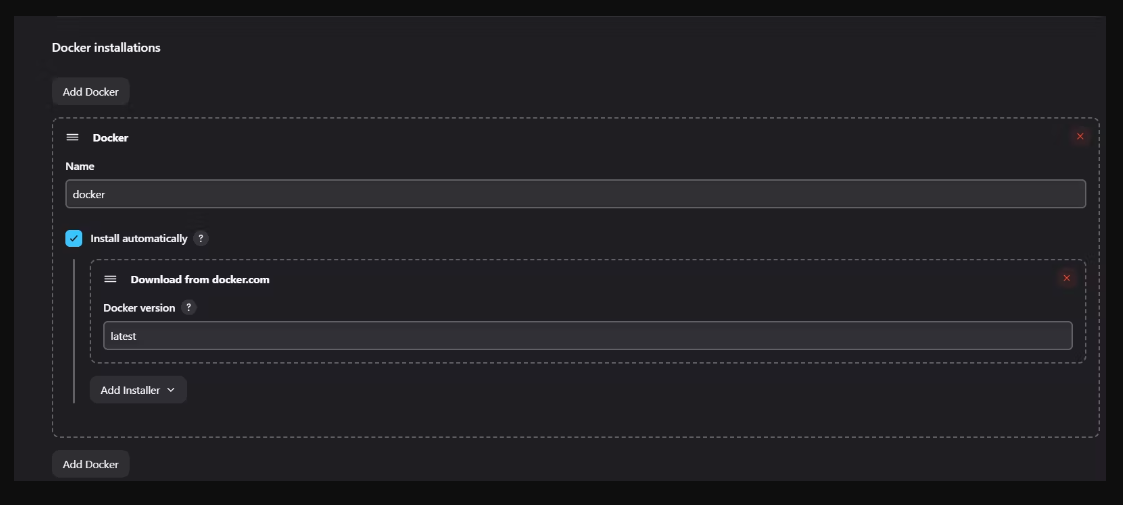 Docker installations
Add Docker
Docker
Name
docker
Install automatically ?
Download from docker.com
Docker version ?
latest
Add Installer
Add Docker